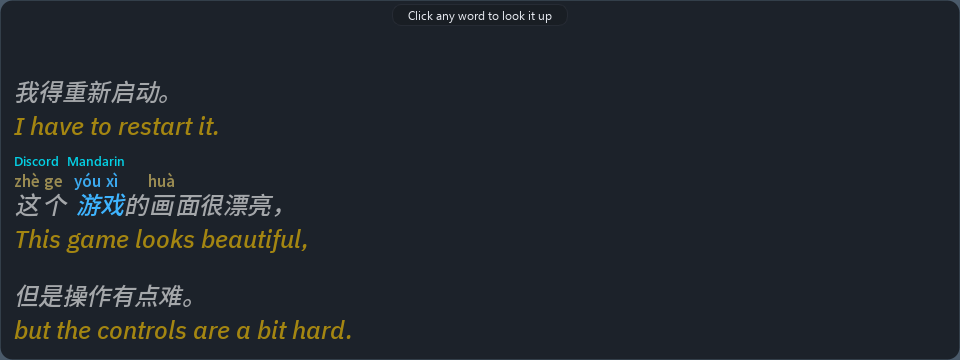 Click any word to look it up
我得重新启动。
I have to restart it.
Discord Mandarin
zhè ge yóu xì huà
这个 游戏的画面很漂亮，
This game looks beautiful,
但是操作有点难。
but the controls are a bit hard.